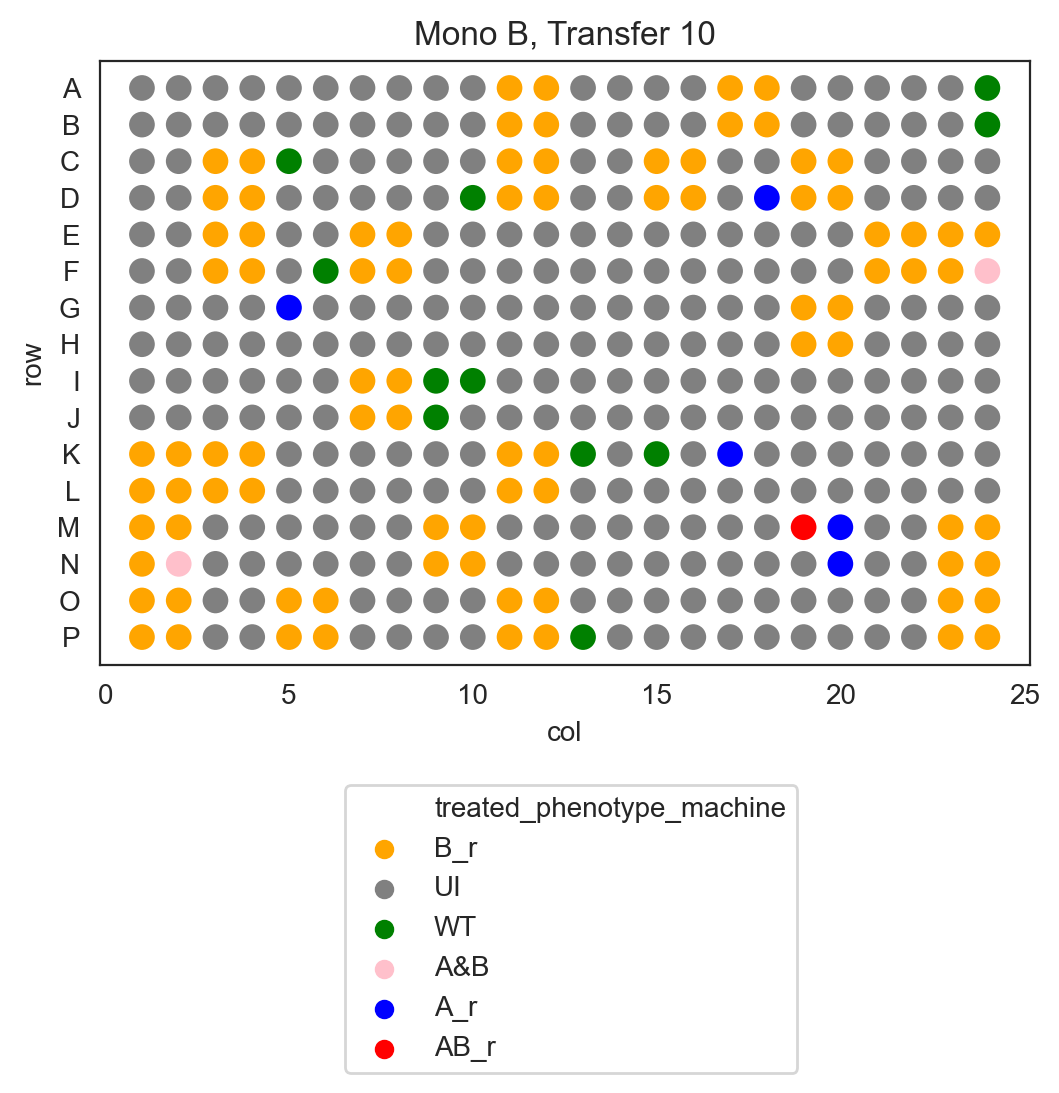 Mono B, Transfer 10
row
A
B
C
D
E
F
G
H
I
J
K
L
M
N
O
P
0 5 10 15 20 25
col
treated_phenotype_machine
B_r
UI
WT
A&B
A_r
AB_r